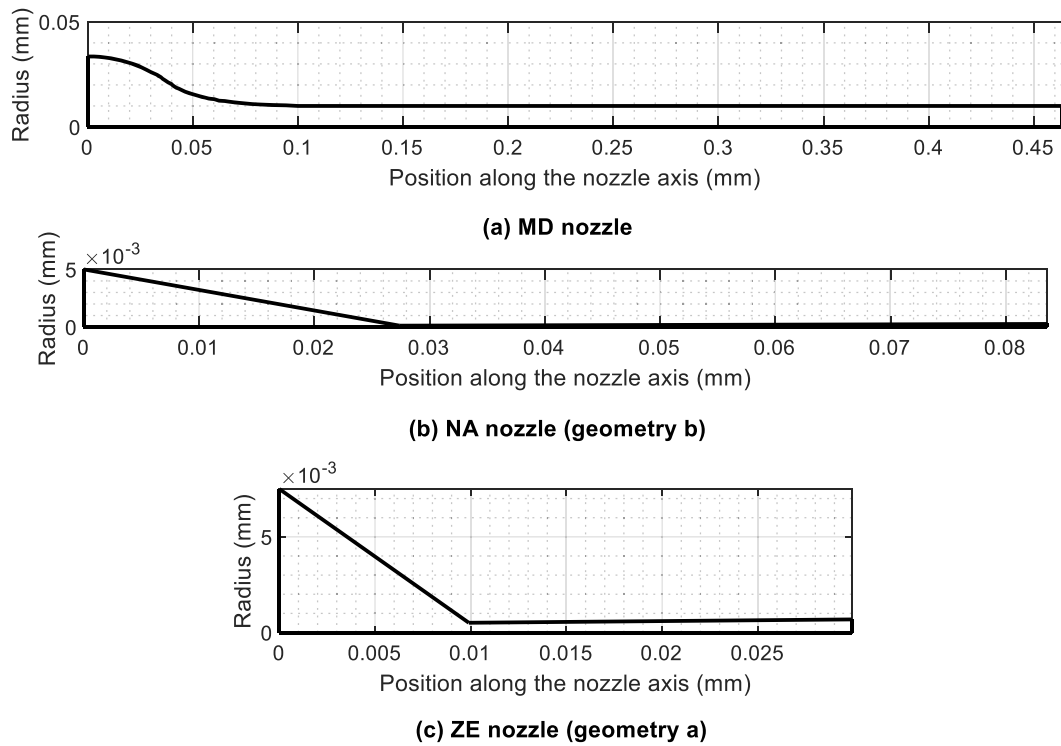 0.05
Radius (mm)
0
0 0.05 0.1 0.15 0.2 0.25 0.3 0.35 0.4 0.45
Position along the nozzle axis (mm)
(a) MD nozzle
×10-3
5
Radius (mm)
0
0 0.01 0.02 0.03 0.04 0.05 0.06 0.07 0.08
Position along the nozzle axis (mm)
(b) NA nozzle (geometry b)
×10-3
5
Radius (mm)
0
0 0.005 0.01 0.015 0.02 0.025
Position along the nozzle axis (mm)
(c) ZE nozzle (geometry a)